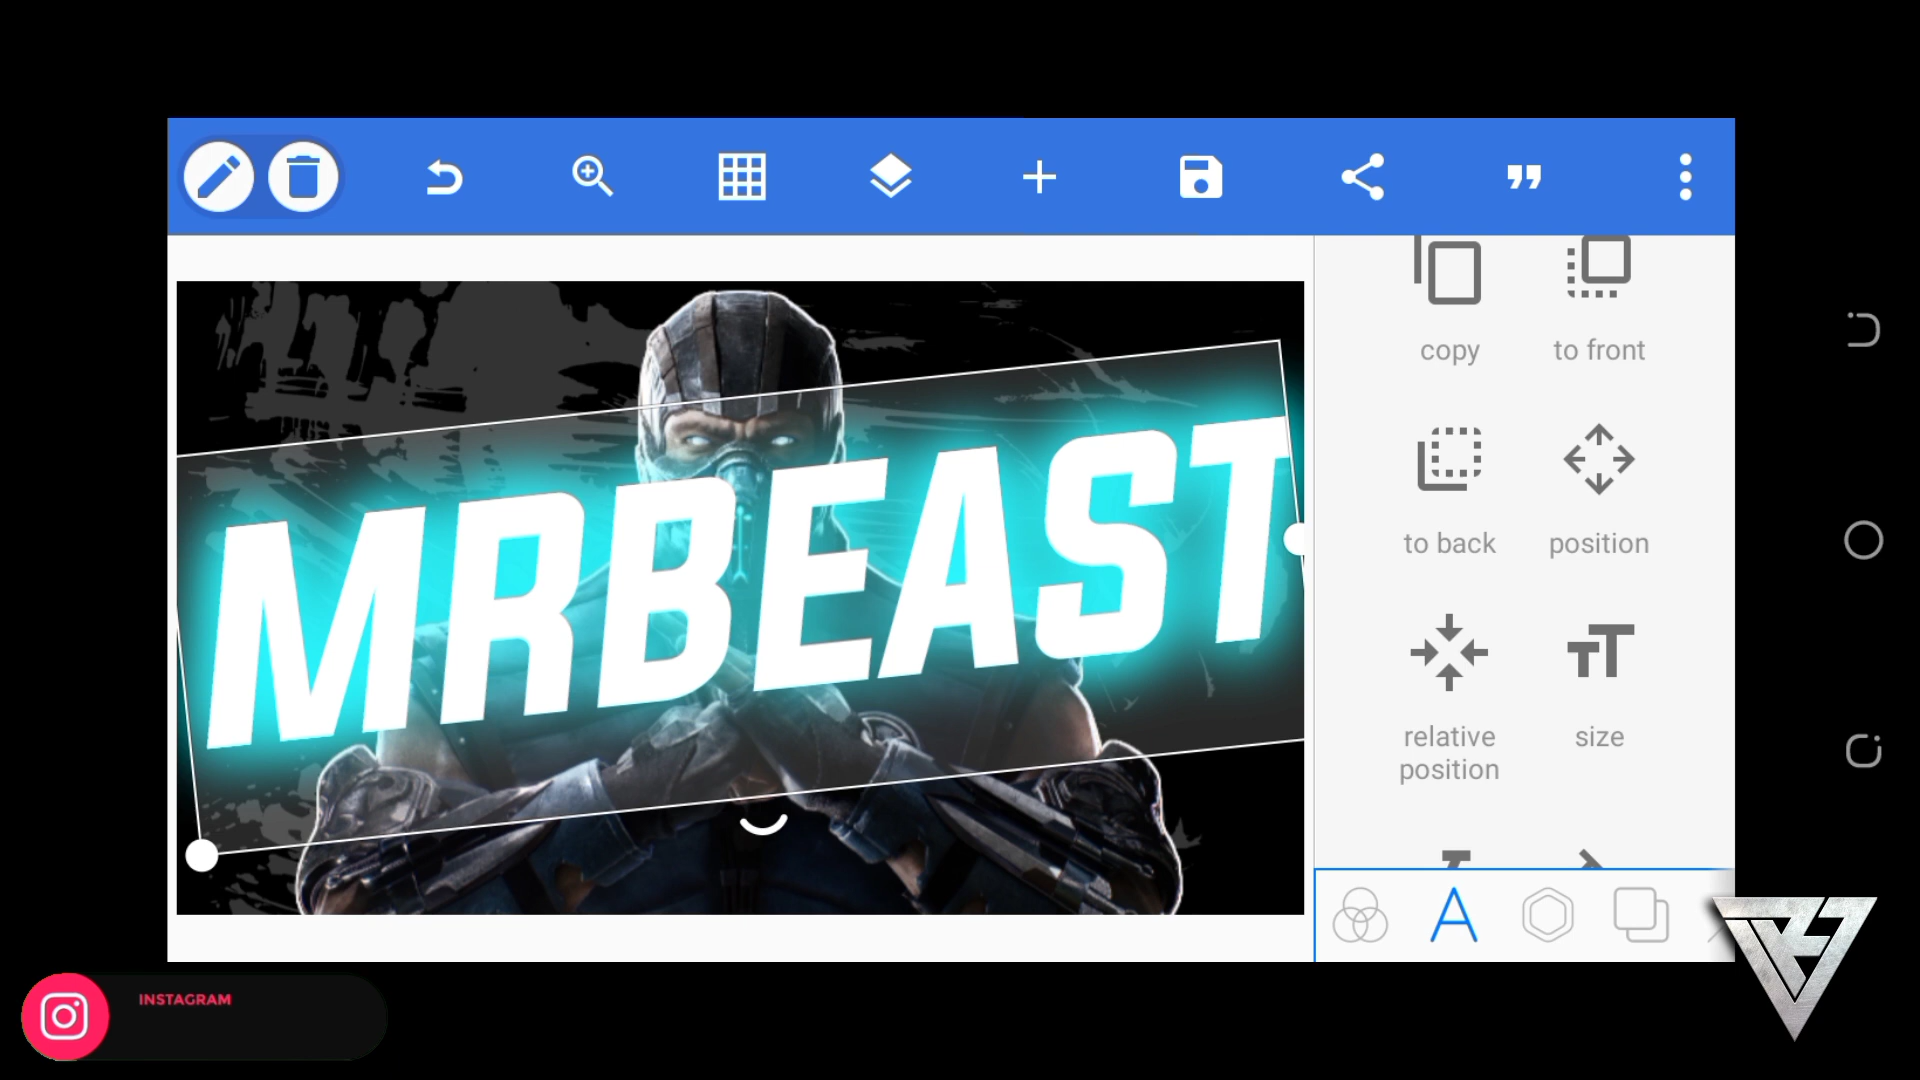 copy
to front
MRBEAST
to back
position
relative
position
size
INSTAGRAM